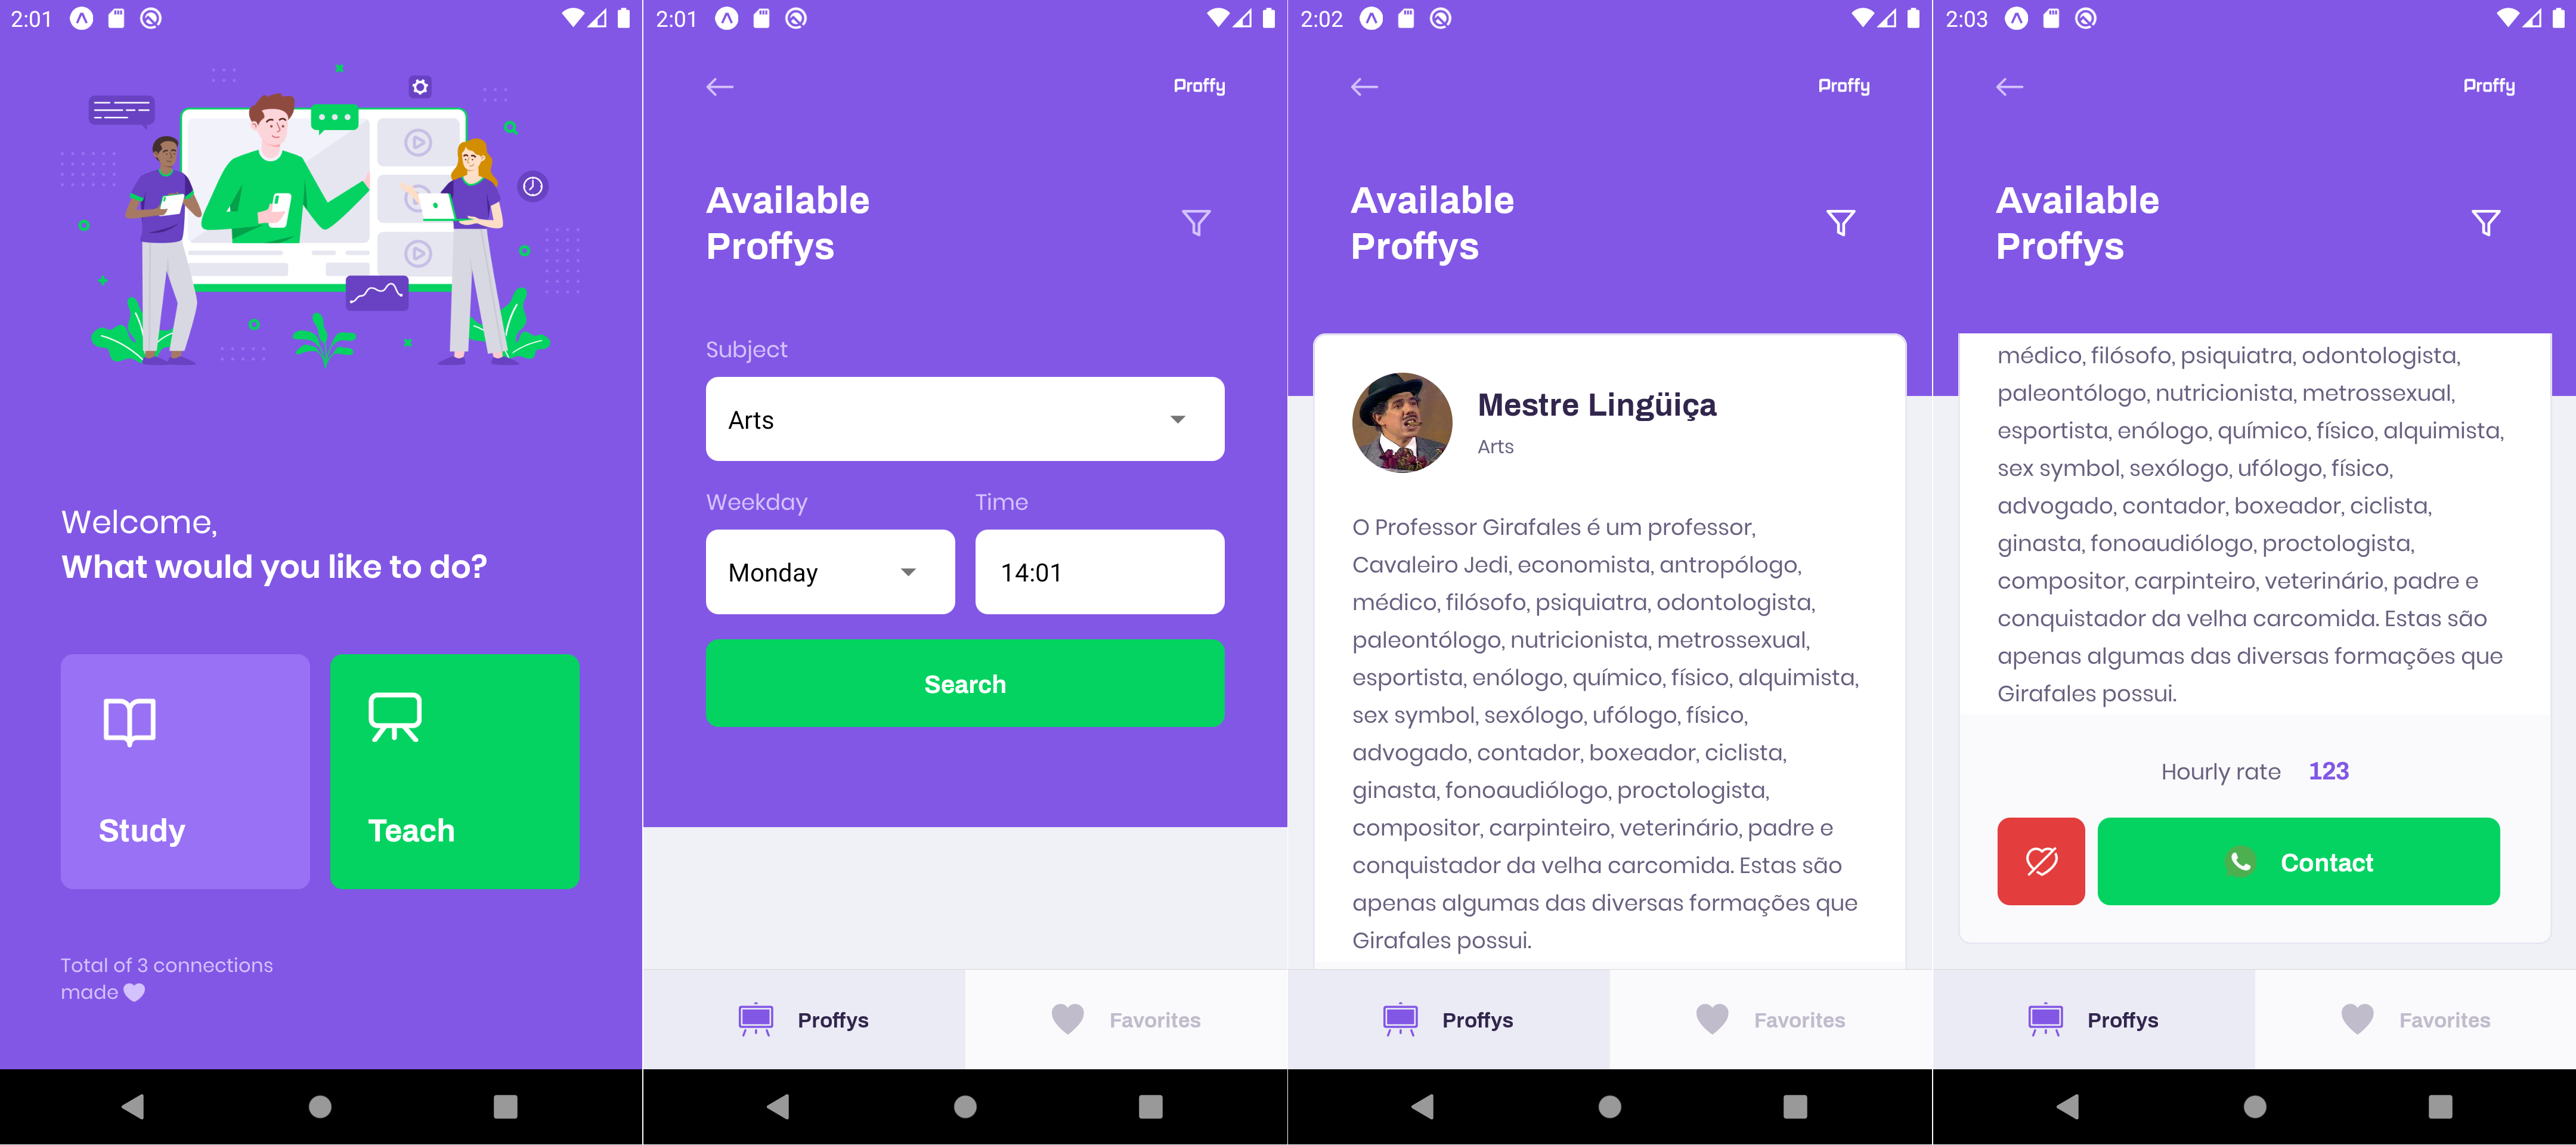 2:01
Welcome,
What would you like to do?
Study
Teach
Total of 3 connections
made
2:01
Proffy
Available
Proffys
Subject
Arts
Weekday
Time
Monday
14:01
Search
Proffys
Favorites
2:02
Proffy
Available
Proffys
Mestre Lingüiça
Arts
O Professor Girafales é um professor,
Cavaleiro Jedi, economista, antropólogo,
médico, filósofo, psiquiatra, odontologista,
paleontólogo, nutricionista, metrossexual,
esportista, enólogo, químico, físico, alquimista,
sex symbol, sexólogo, ufólogo, físico,
advogado, contador, boxeador, ciclista,
ginasta, fonoaudiólogo, proctologista,
compositor, carpinteiro, veterinário, padre e
conquistador da velha carcomida. Estas são
apenas algumas das diversas formações que
Girafales possui.
Proffys
Favorites
2:03
Proffy
Available
Proffys
médico, filósofo, psiquiatra, odontologista,
paleontólogo, nutricionista, metrossexual,
esportista, enólogo, químico, físico, alquimista,
sex symbol, sexólogo, ufólogo, físico,
advogado, contador, boxeador, ciclista,
ginasta, fonoaudiólogo, proctologista,
compositor, carpinteiro, veterinário, padre e
conquistador da velha carcomida. Estas são
apenas algumas das diversas formações que
Girafales possui.
Hourly rate 123
Contact
Proffys
Favorites